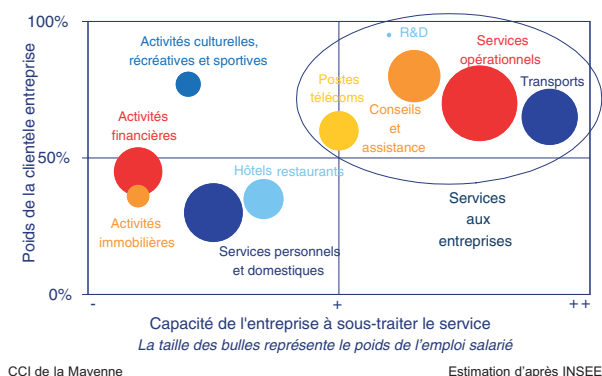 Poids de la clientèle entreprise
100%
50%
0%
Activités culturelles,
récréatives et sportives
R&D
Services
opérationnels
Postes
télécoms
Transports
Conseils
et
assistance
Activités
financières
Hôtels restaurants
Activités
immobilières
Services personnels
et domestiques
Services
aux
entreprises
-
+
++
Capacité de l'entreprise à sous-traiter le service
La taille des bulles représente le poids de l'emploi salarié
CCI de la Mayenne
Estimation d'après INSEE